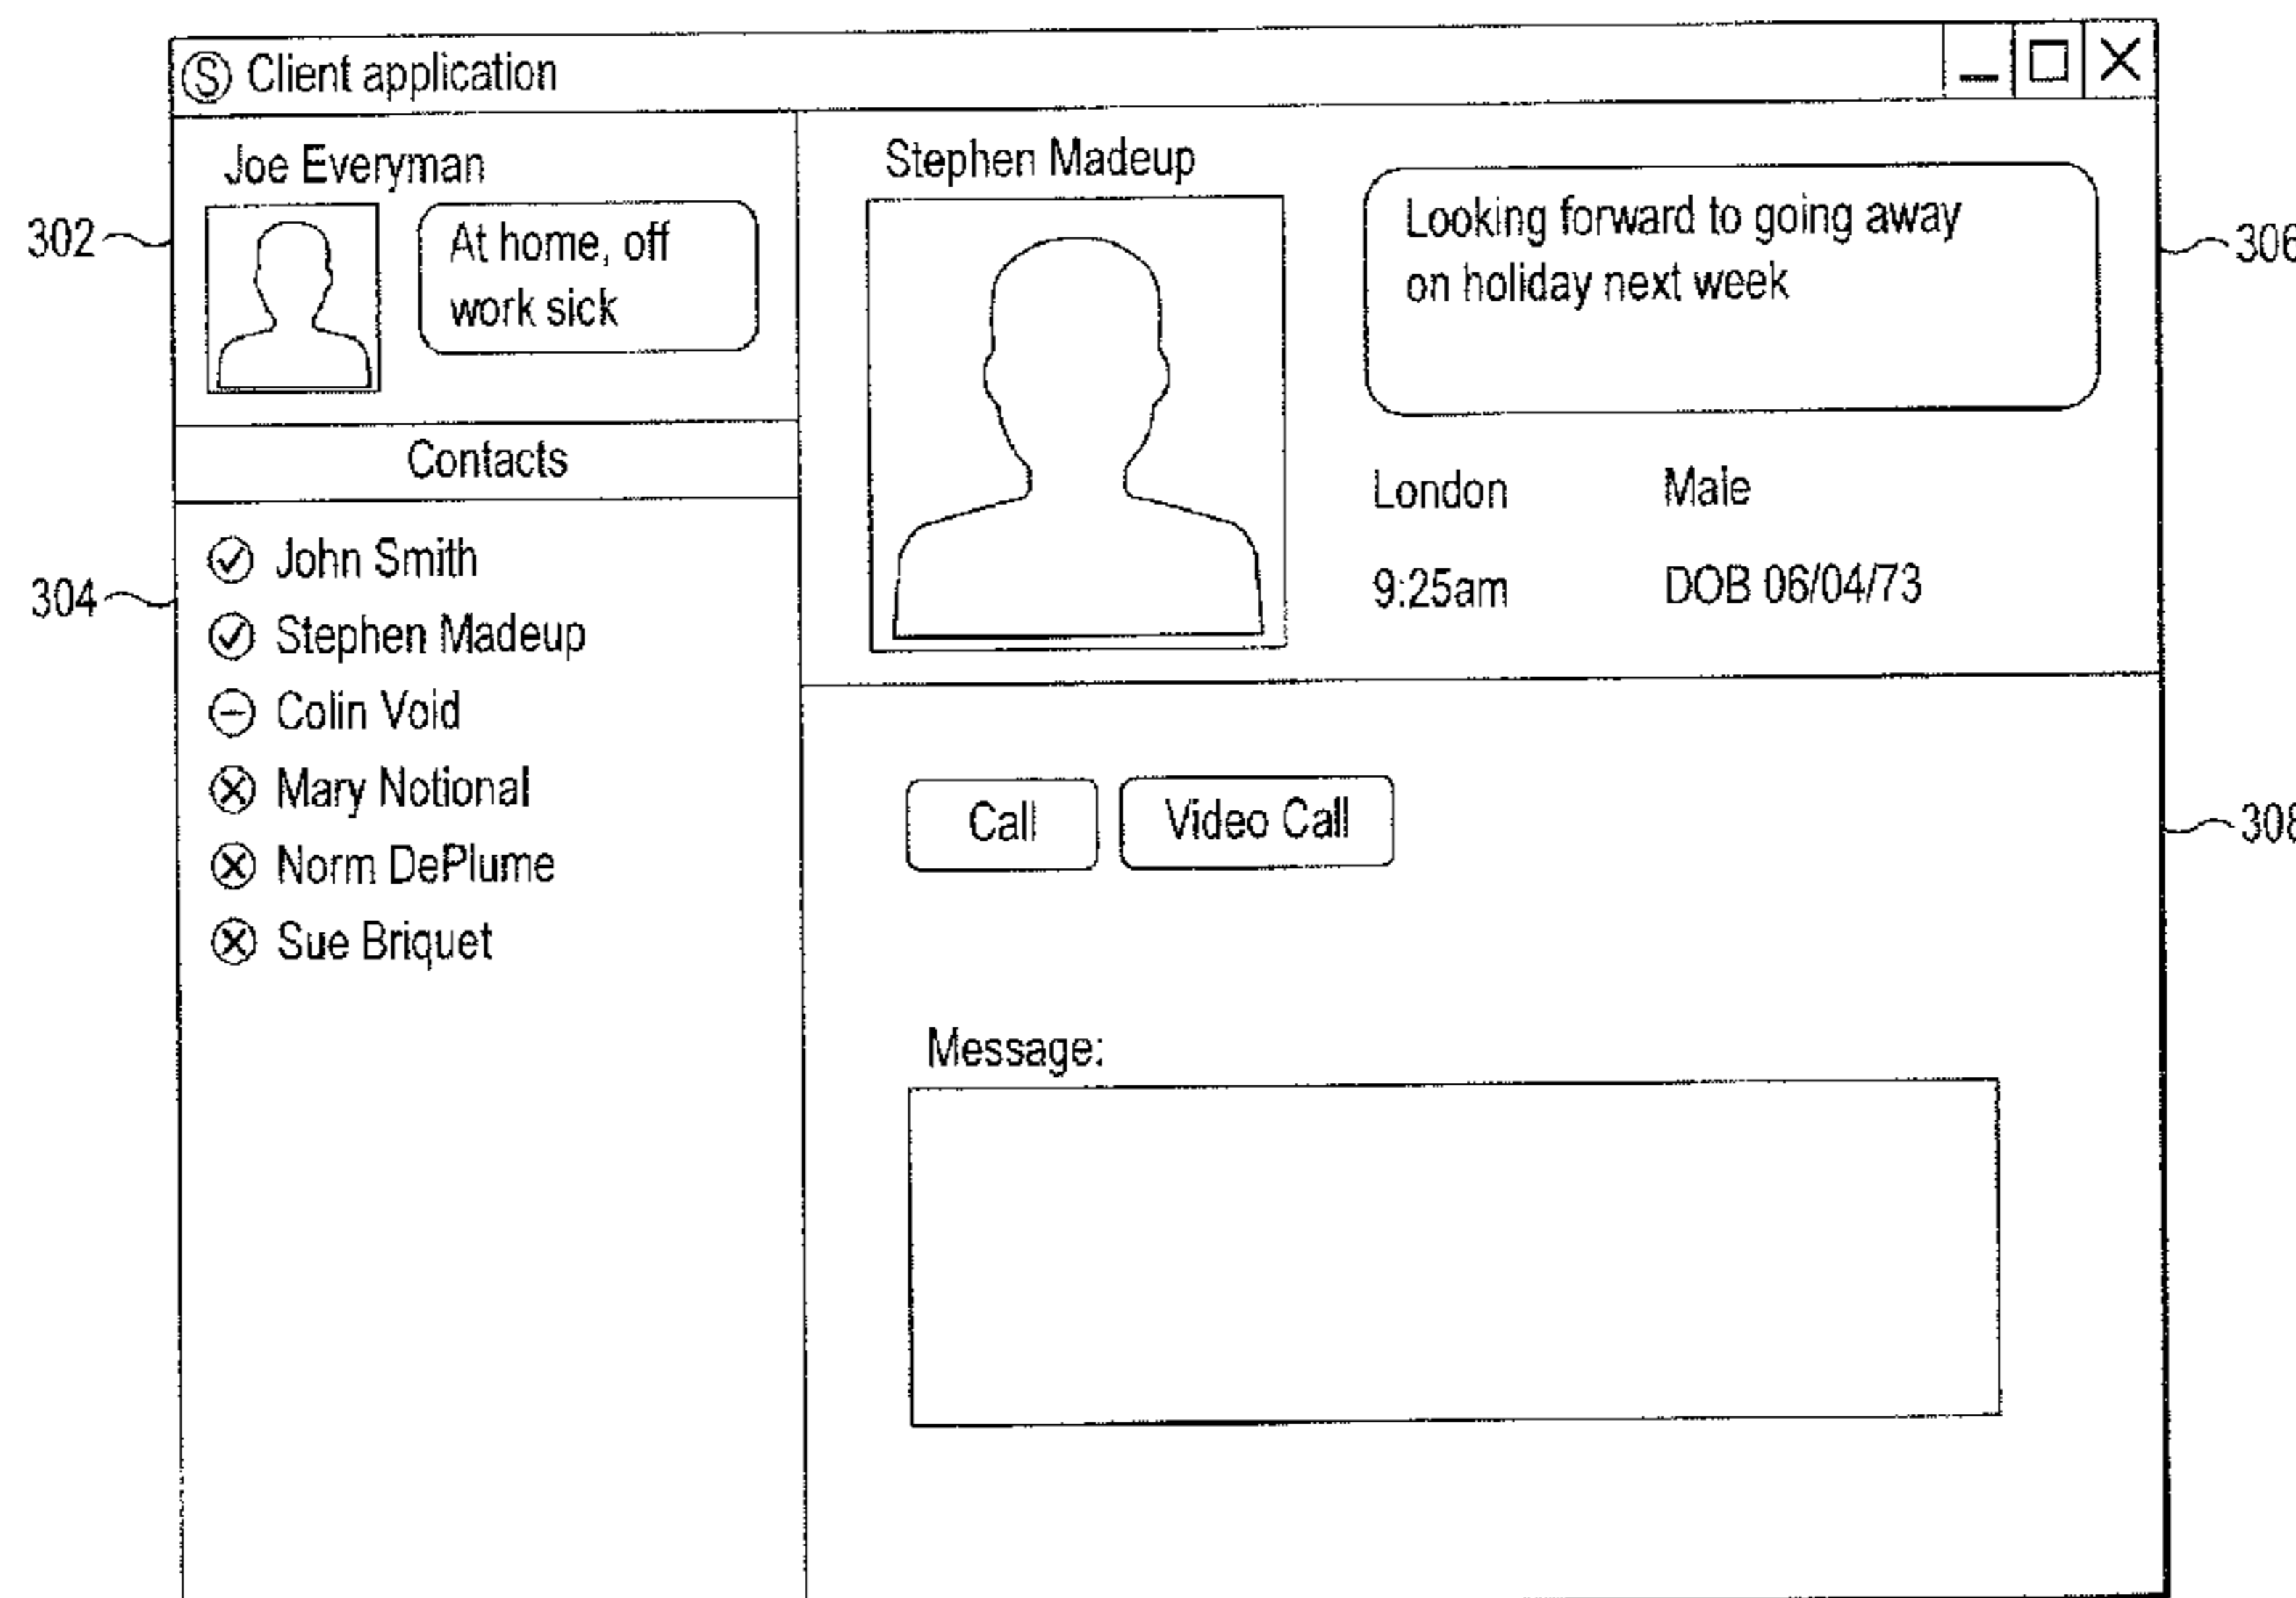 Ⓢ Client application
Joe Everyman
At home, off
work sick
302
Contacts
304
John Smith
Stephen Madeup
Colin Void
Mary Notional
Norm DePlume
Sue Briquet
Stephen Madeup
Looking forward to going away
on holiday next week
306
London Male
9:25am DOB 06/04/73
Call Video Call
308
Message: